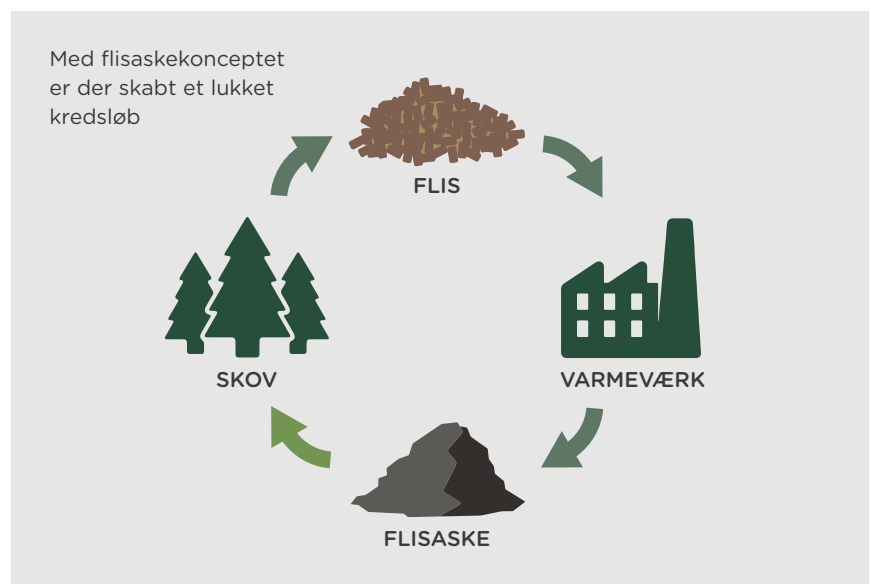 Med flisaskekonceptet
er der skabt et lukket
kredsløb
FLIS
SKOV
VARMEVÆRK
FLISASKE